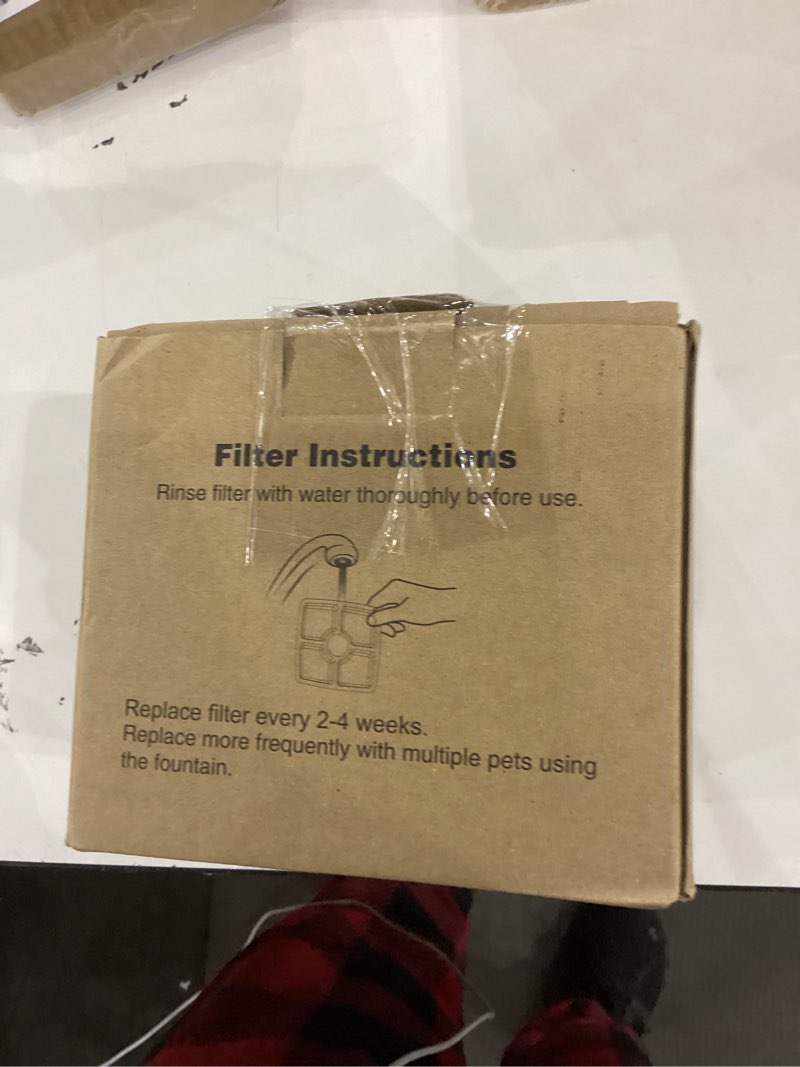 Filter Instructions
Rinse filter with water thoroughly before use.
Replace filter every 2-4 weeks.
Replace more frequently with multiple pets using
the fountain.